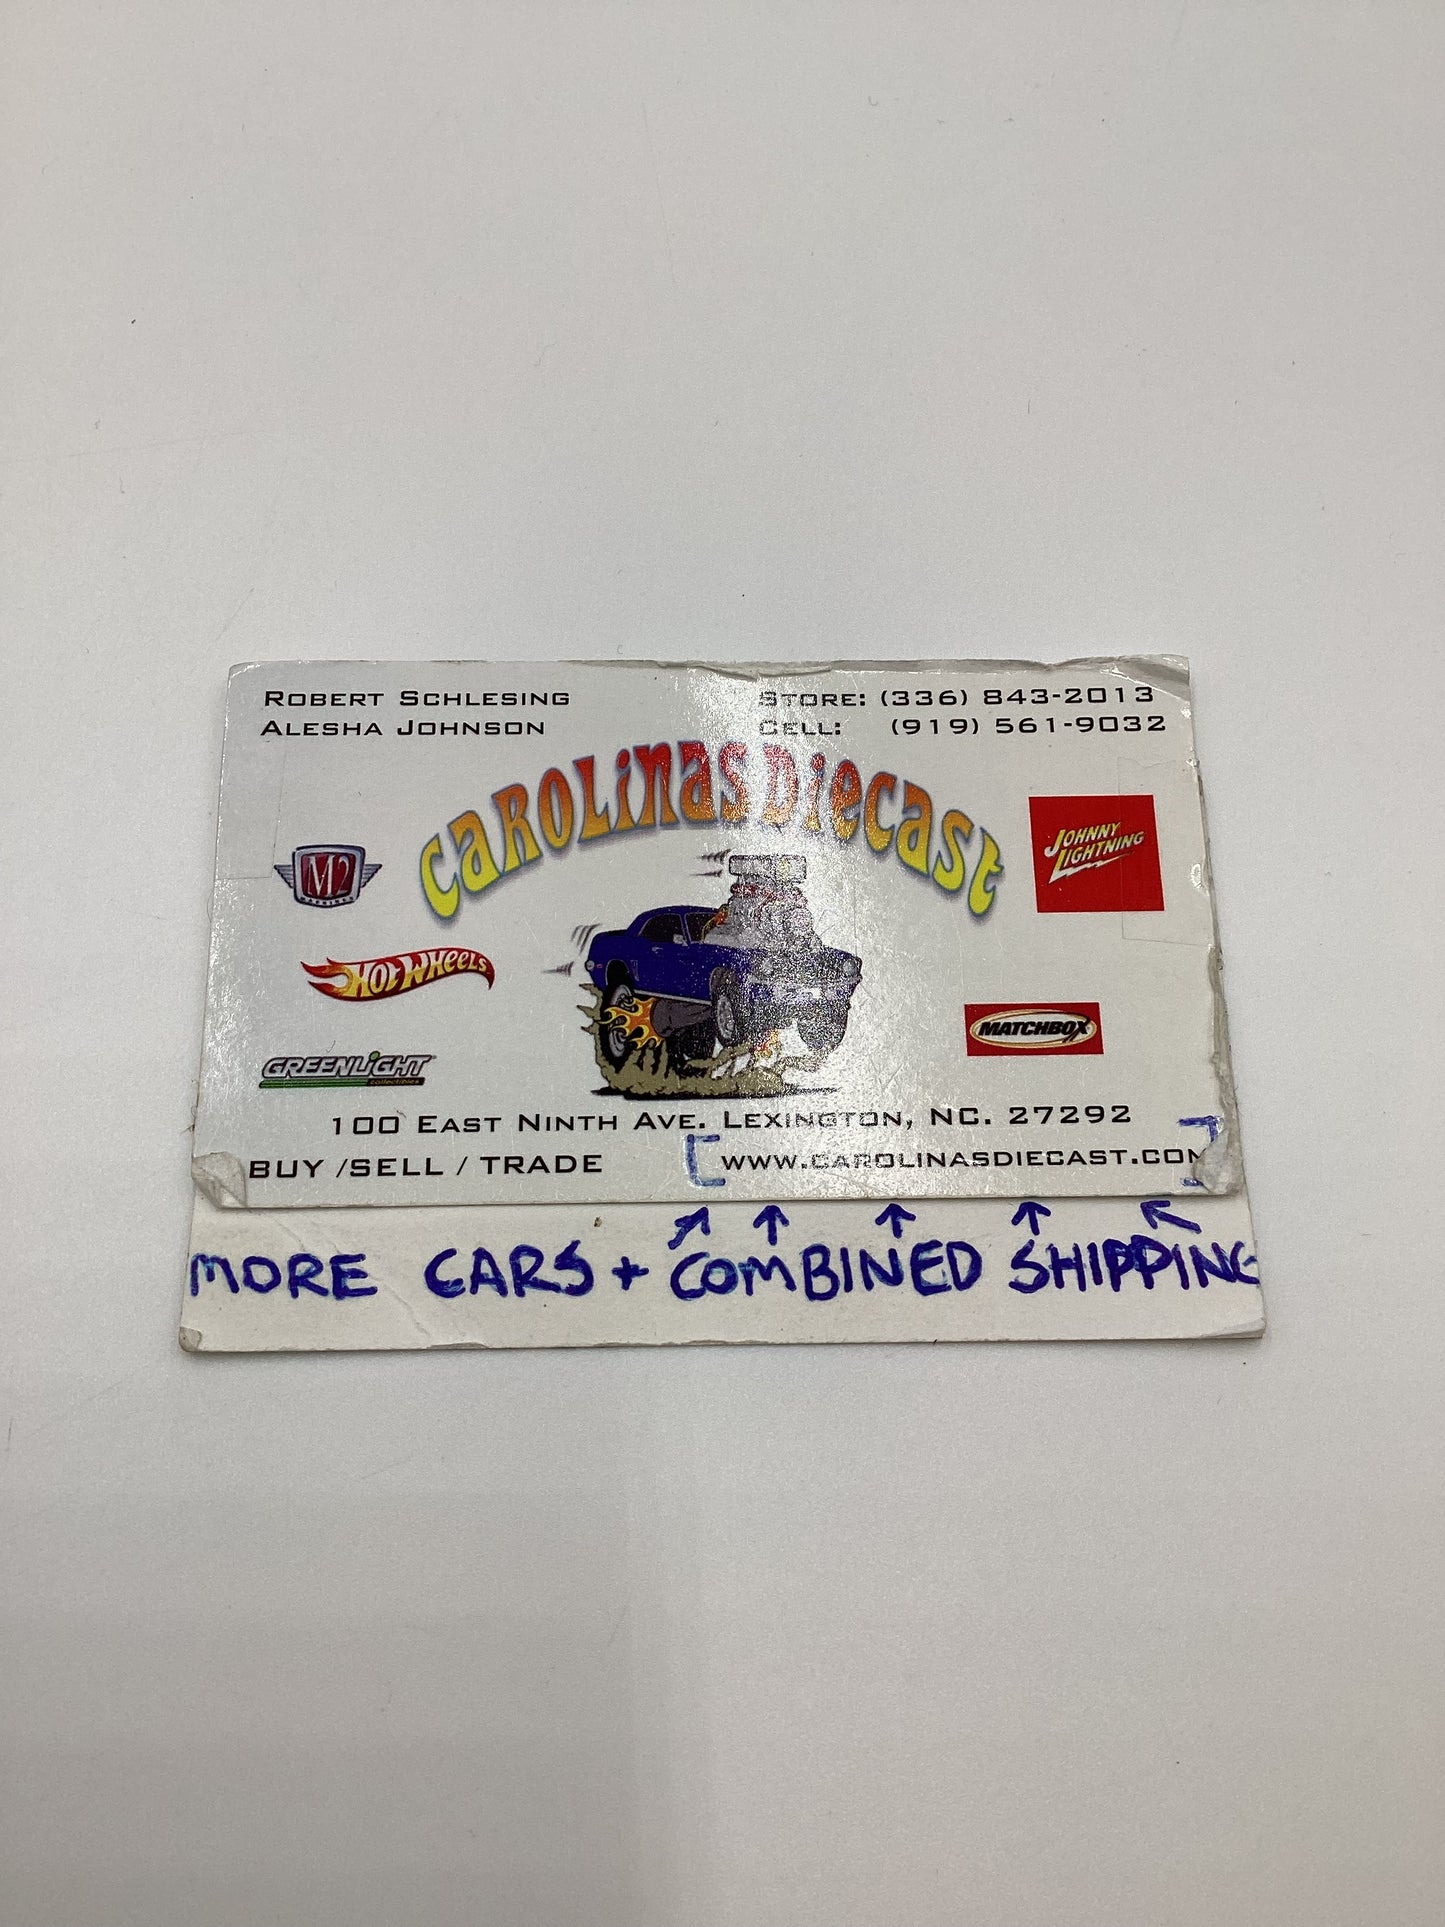 ROBERT SCHLESING
ALESHA JOHNSON
STORE: (336) 843-2013
CELL: (919) 561-9032
CAROLiNAS DiECAST
M2
MACHINES
JOHNNY
LIGHTNING
HOT WHEELS
MATCHBOX
GREENLiGHT
collectibles
100 EAST NINTH AVE. LEXINGTON, NC. 27292
BUY /SELL / TRADE
[WWW.CAROLINASDIECAST.COM]
MORE CARS + COMBINED SHIPPING